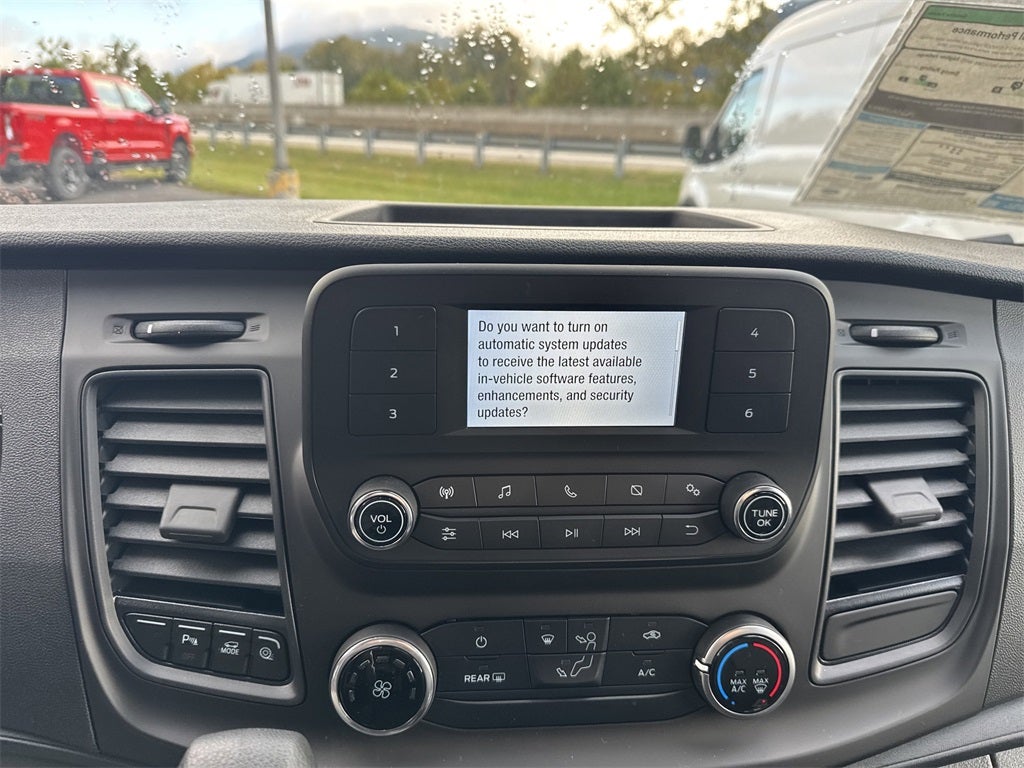 1
2
3
Do you want to turn on
automatic system updates
to receive the latest available
in-vehicle software features,
enhancements, and security
updates?
4
5
6
VOL
TUNE
OK
P
OFF
MODE
REAR
A/C
MAX
A/C
MAX